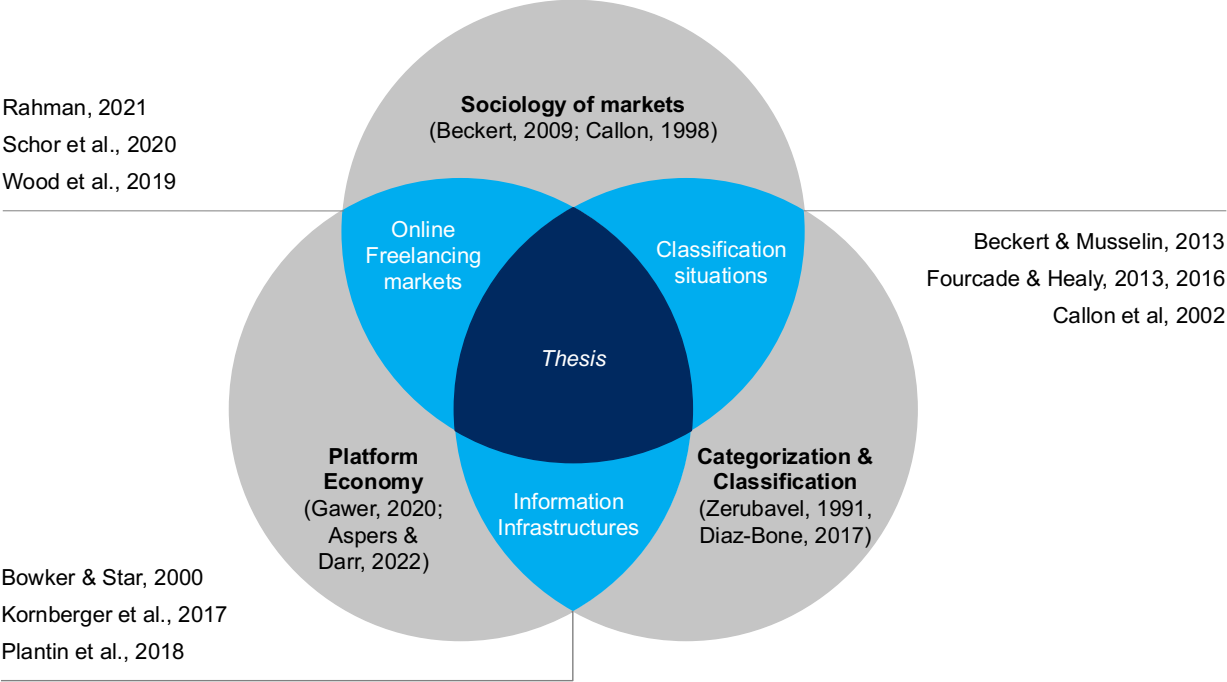 Sociology of markets
(Beckert, 2009; Callon, 1998)
Rahman, 2021
Schor et al., 2020
Wood et al., 2019
Online
Freelancing
markets
Classification
situations
Beckert & Musselin, 2013
Fourcade & Healy, 2013, 2016
Callon et al, 2002
Thesis
Platform
Economy
(Gawer, 2020;
Aspers &
Darr, 2022)
Information
Infrastructures
Categorization &
Classification
(Zerubavel, 1991,
Diaz-Bone, 2017)
Bowker & Star, 2000
Kornberger et al., 2017
Plantin et al., 2018